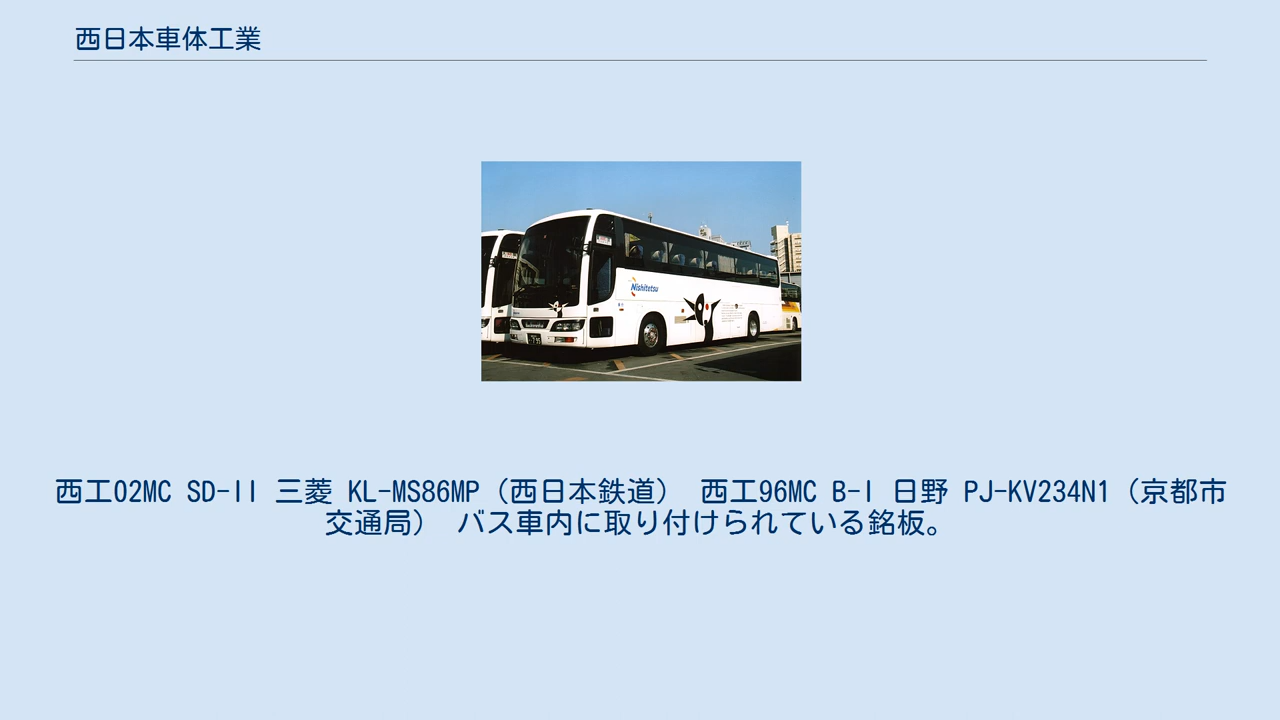 西日本車体工業
Nishitetsu
西工02MC SD-II 三菱 KL-MS86MP（西日本鉄道） 西工96MC B-I 日野 PJ-KV234N1（京都市
交通局） バス車内に取り付けられている銘板。